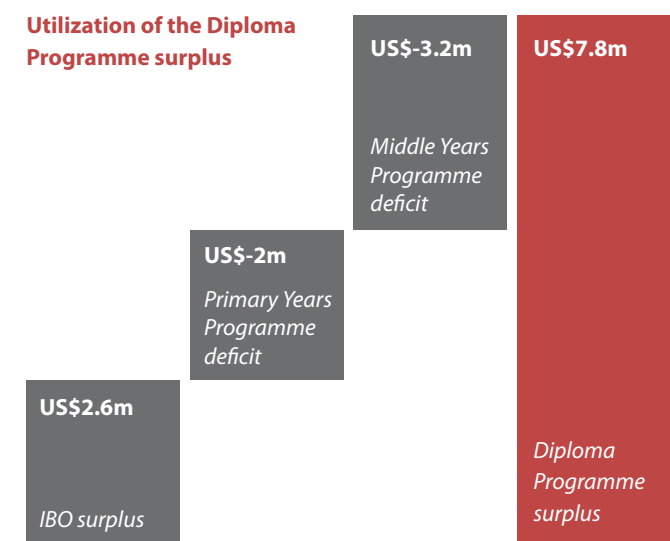 Utilization of the Diploma
Programme surplus
US$-3.2m
Middle Years
Programme
deficit
US$7.8m
Diploma
Programme
surplus
US$-2m
Primary Years
Programme
deficit
US$2.6m
IBO surplus